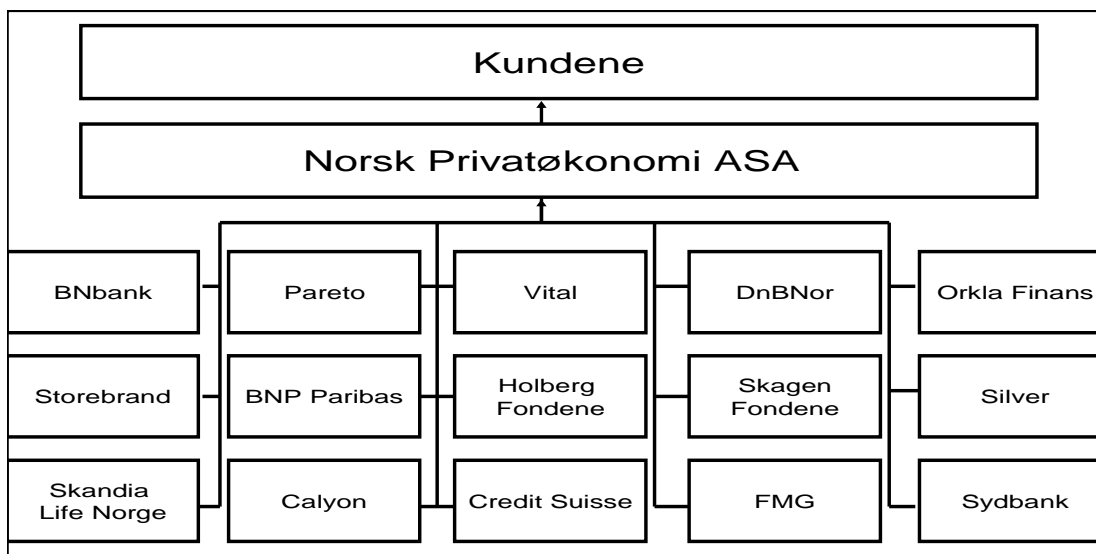 Kundene
Norsk Privatøkonomi ASA
BNbank
Pareto
Vital
DnBNor
Orkla Finans
Storebrand
BNP Paribas
Holberg
Fondene
Skagen
Fondene
Silver
Skandia
Life Norge
Calyon
Credit Suisse
FMG
Sydbank